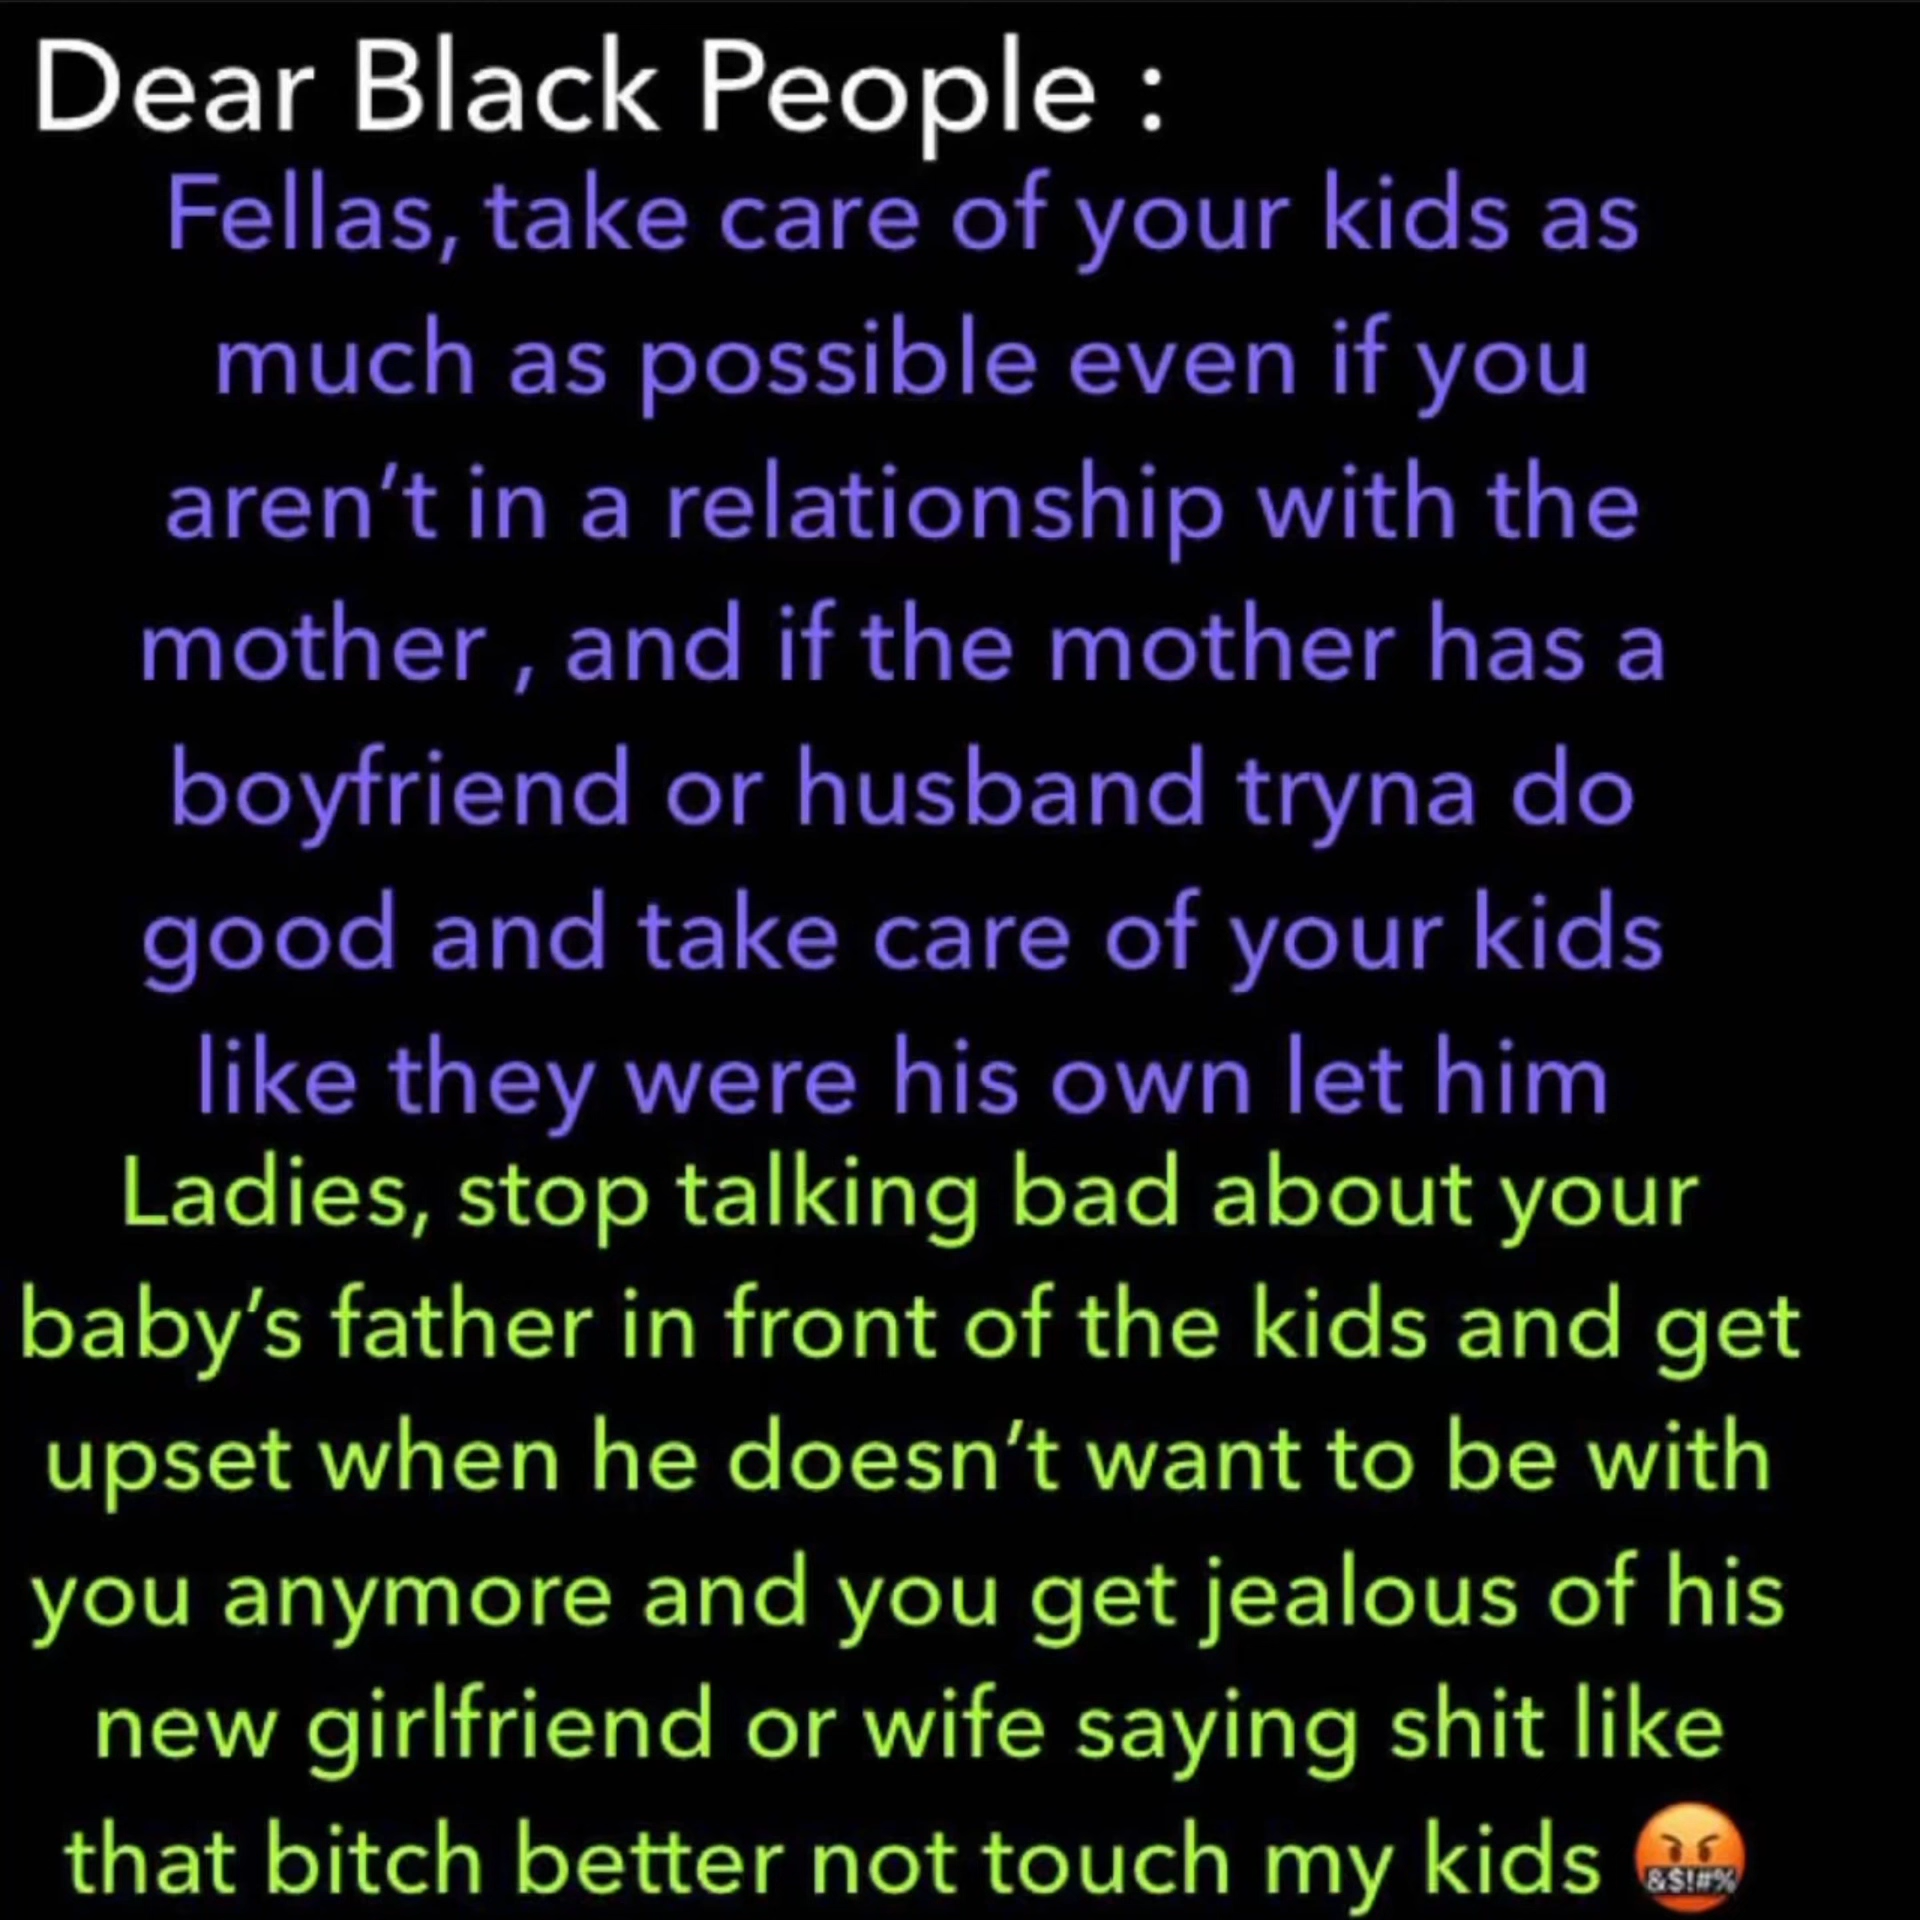 Dear Black People :
Fellas, take care of your kids as
much as possible even if you
aren’t in a relationship with the
mother , and if the mother has a
boyfriend or husband tryna do
good and take care of your kids
like they were his own let him
Ladies, stop talking bad about your
baby’s father in front of the kids and get
upset when he doesn’t want to be with
you anymore and you get jealous of his
new girlfriend or wife saying shit like
that bitch better not touch my kids 🤬